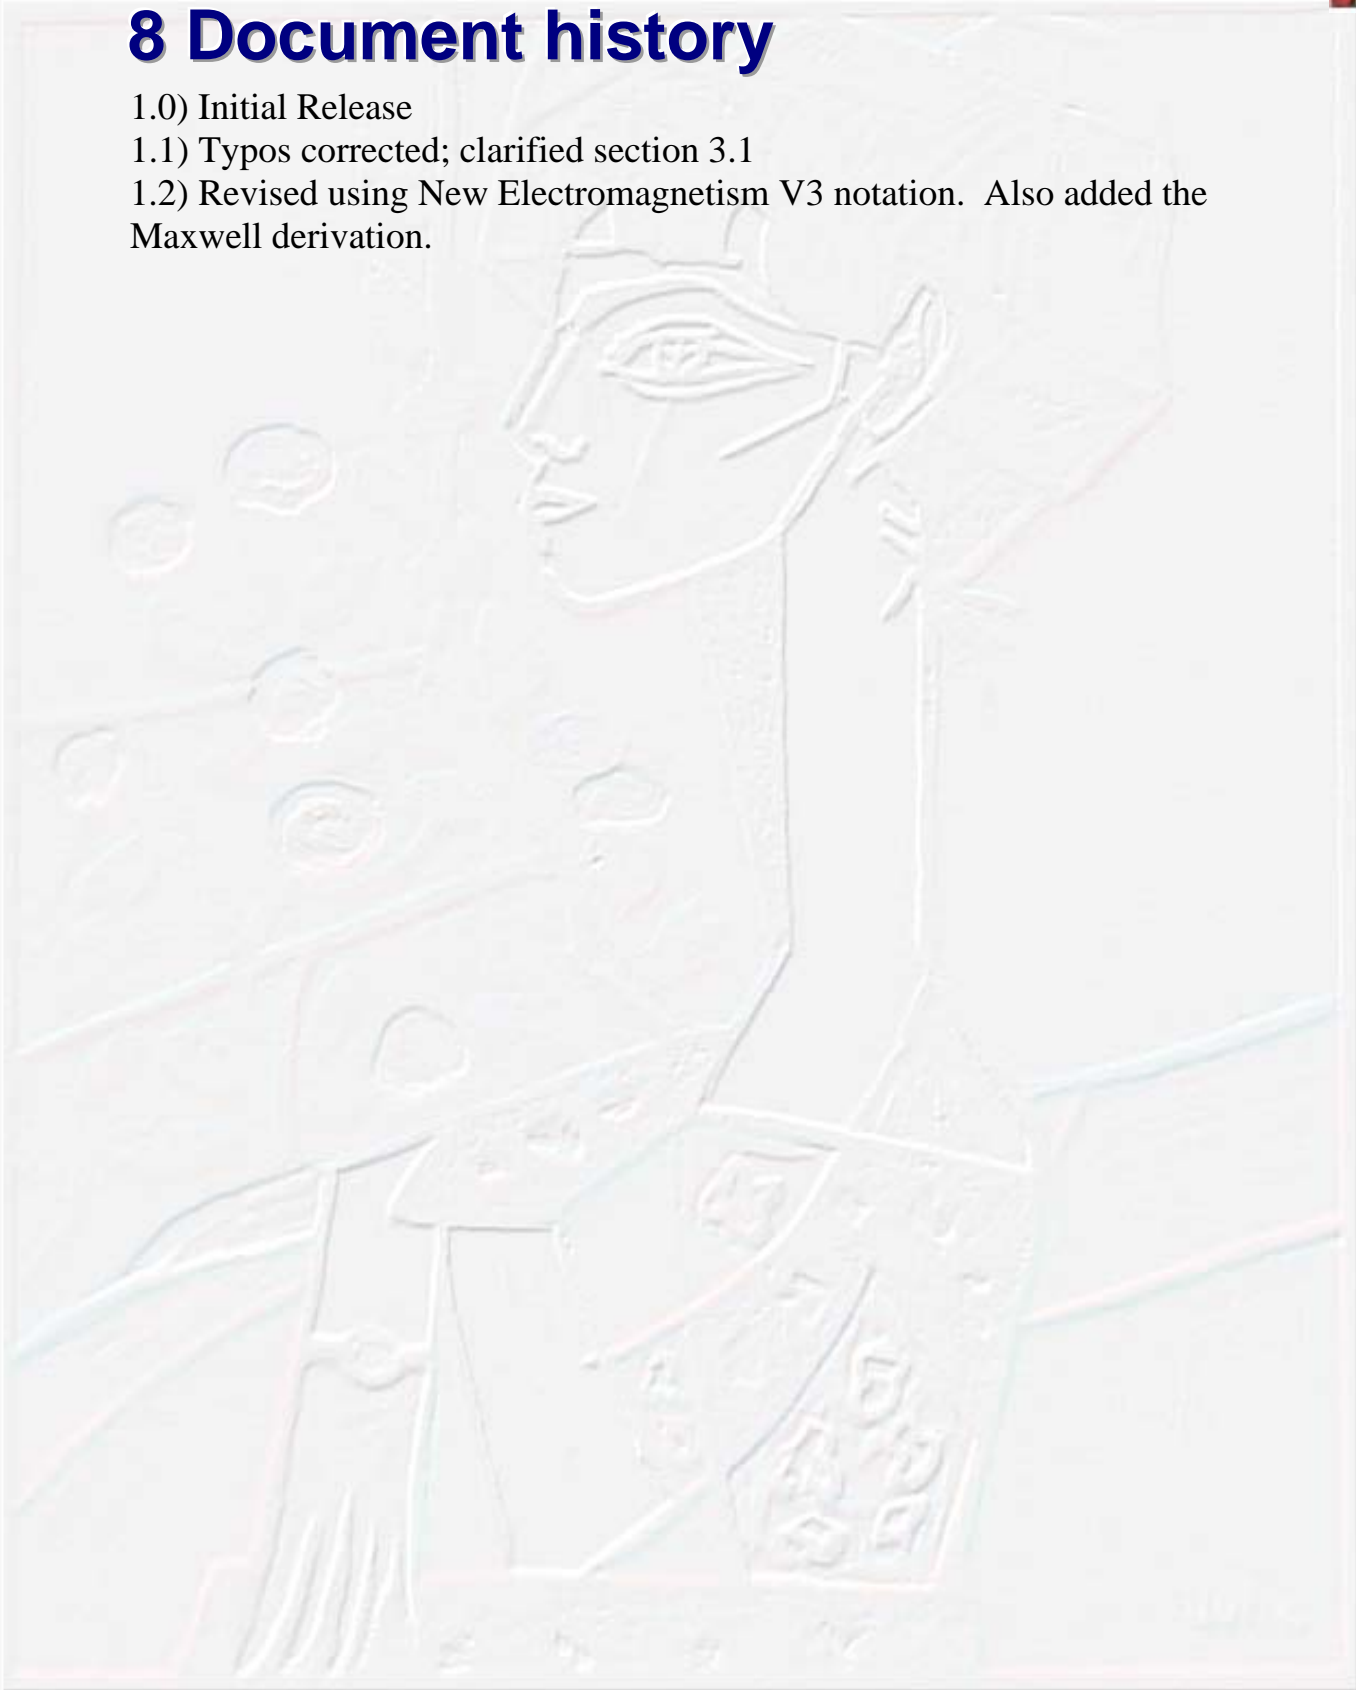 8 Document history
1.0) Initial Release
1.1) Typos corrected; clarified section 3.1
1.2) Revised using New Electromagnetism V3 notation.  Also added the
Maxwell derivation.